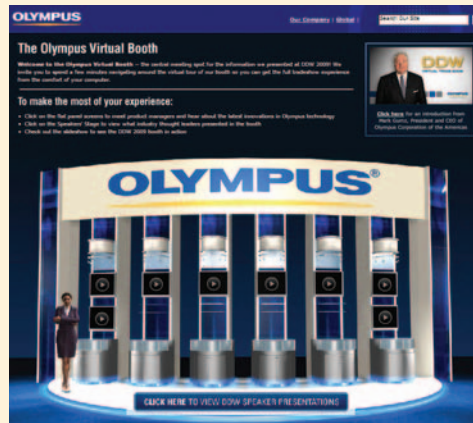 OLYMPUS
Our Company | Global |
Search Our Site
The Olympus Virtual Booth
Welcome to the Olympus Virtual Booth – the central meeting spot for the information we presented at DDW 2009! We
invite you to spend a few minutes navigating around the virtual tour of our booth so you can get the full tradeshow experience
from the comfort of your computer.
To make the most of your experience:
• Click on the flat panel screens to meet product managers and hear about the latest innovations in Olympus technology
• Click on the Speakers' Stage to view what industry thought leaders presented in the booth
• Check out the slideshow to see the DDW 2009 booth in action
DDW
VIRTUAL TRADE SHOW
OLYMPUS
Click here for an introduction from
Mark Gumz, President and CEO of
Olympus Corporation of the Americas
OLYMPUS®
CLICK HERE TO VIEW DDW SPEAKER PRESENTATIONS